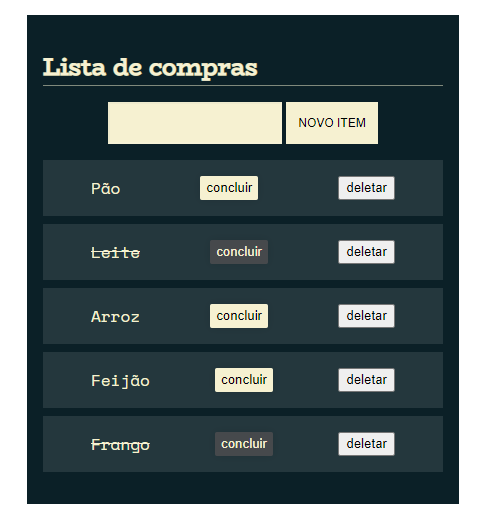 Lista de compras
NOVO ITEM
Pão concluir deletar
Leite concluir deletar
Arroz concluir deletar
Feijão concluir deletar
Frango concluir deletar